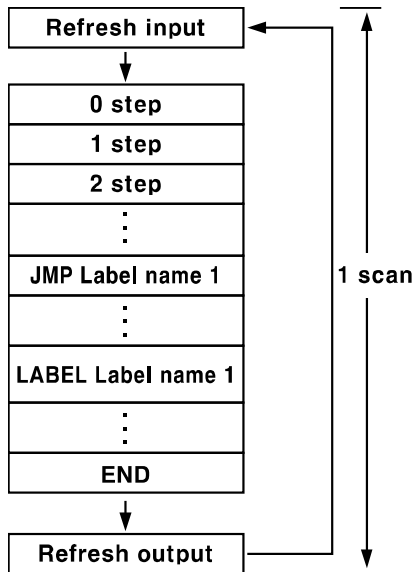 Refresh input
0 step
1 step
2 step
⋮
JMP Label name 1
⋮
LABEL Label name 1
⋮
END
Refresh output
1 scan